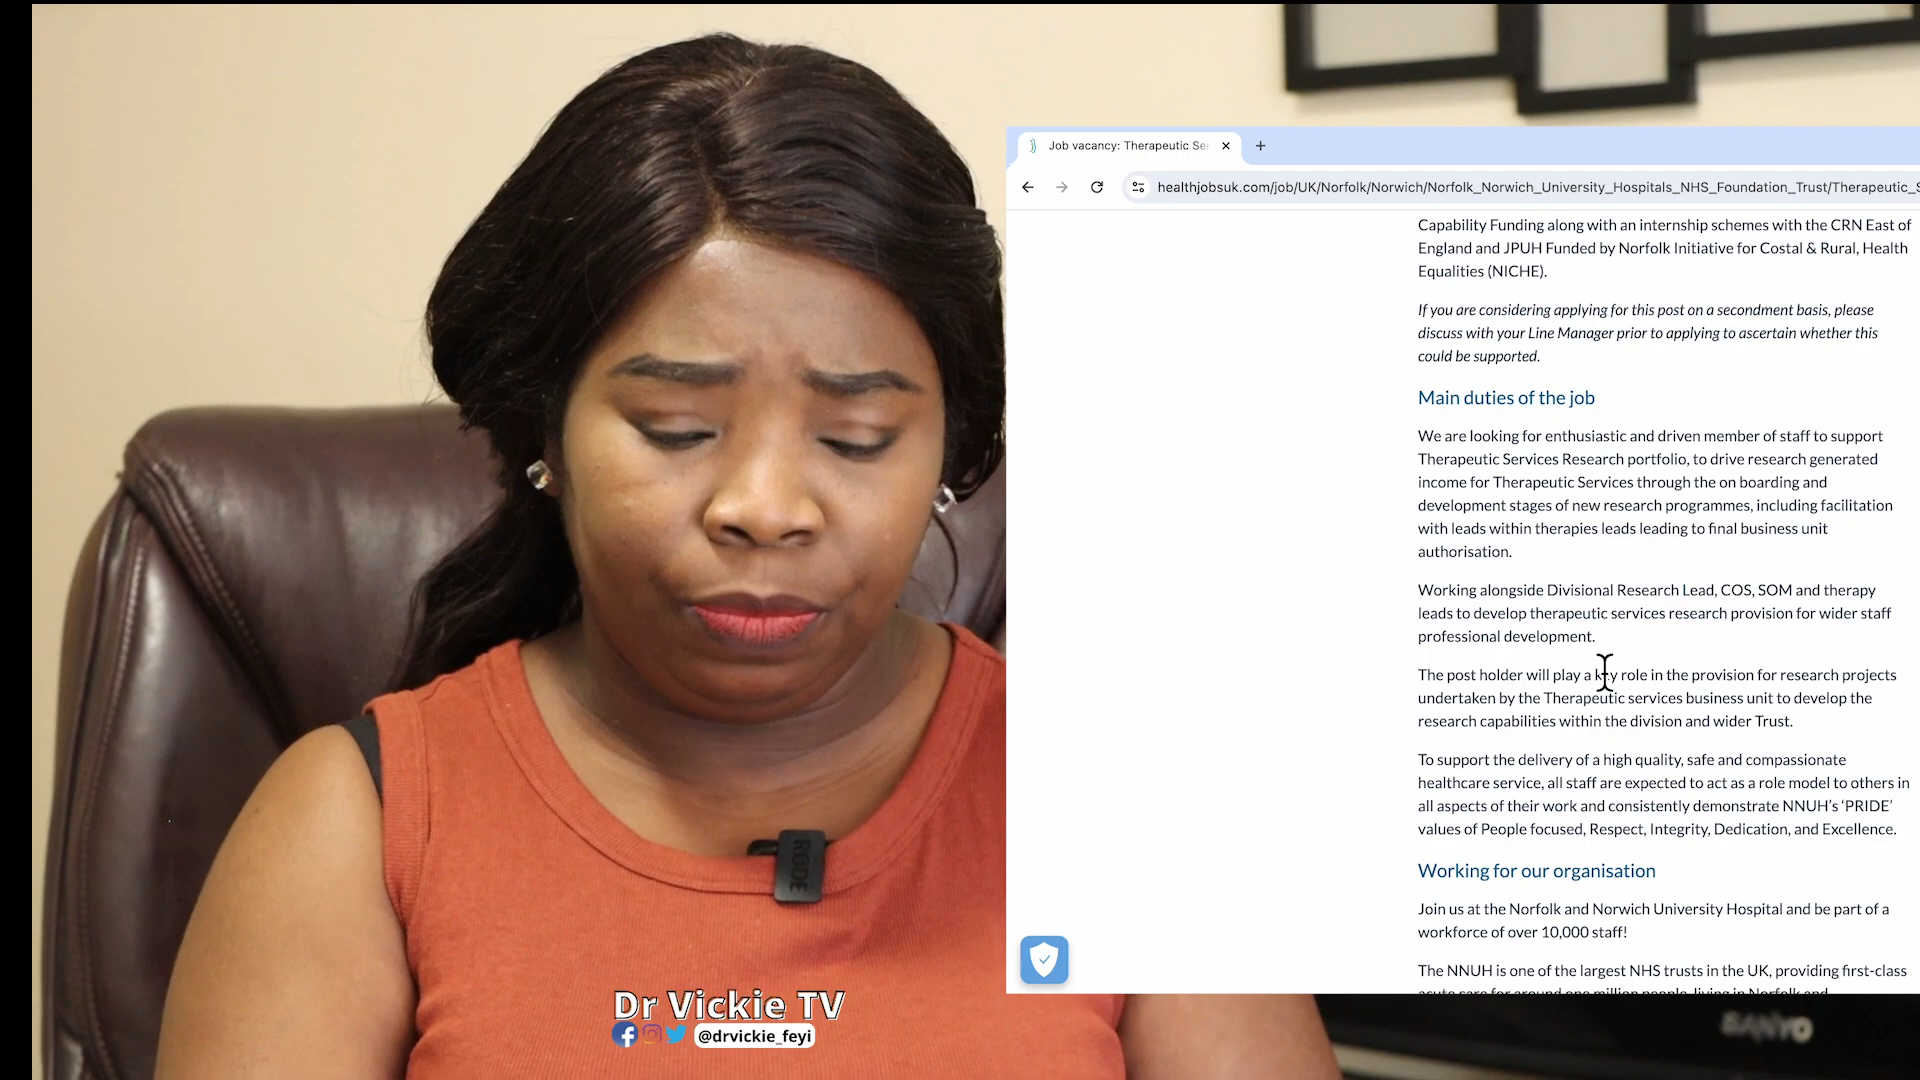 Job vacancy: Therapeutic Se
healthjobsuk.com/job/UK/Norfolk/Norwich/Norfolk_Norwich_University_Hospitals_NHS_Foundation_Trust/Therapeutic_S
Capability Funding along with an internship schemes with the CRN East of
England and JPUH Funded by Norfolk Initiative for Costal & Rural, Health
Equalities (NICHE).
If you are considering applying for this post on a secondment basis, please
discuss with your Line Manager prior to applying to ascertain whether this
could be supported.
Main duties of the job
We are looking for enthusiastic and driven member of staff to support
Therapeutic Services Research portfolio, to drive research generated
income for Therapeutic Services through the on boarding and
development stages of new research programmes, including facilitation
with leads within therapies leads leading to final business unit
authorisation.
Working alongside Divisional Research Lead, COS, SOM and therapy
leads to develop therapeutic services research provision for wider staff
professional development.
The post holder will play a key role in the provision for research projects
undertaken by the Therapeutic services business unit to develop the
research capabilities within the division and wider Trust.
To support the delivery of a high quality, safe and compassionate
healthcare service, all staff are expected to act as a role model to others in
all aspects of their work and consistently demonstrate NNUH's 'PRIDE'
values of People focused, Respect, Integrity, Dedication, and Excellence.
Working for our organisation
Join us at the Norfolk and Norwich University Hospital and be part of a
workforce of over 10,000 staff!
The NNUH is one of the largest NHS trusts in the UK, providing first-class
acute care for around one million people, living in Norfolk and
RODE
Dr Vickie TV
@drvickie_feyi
SANYO